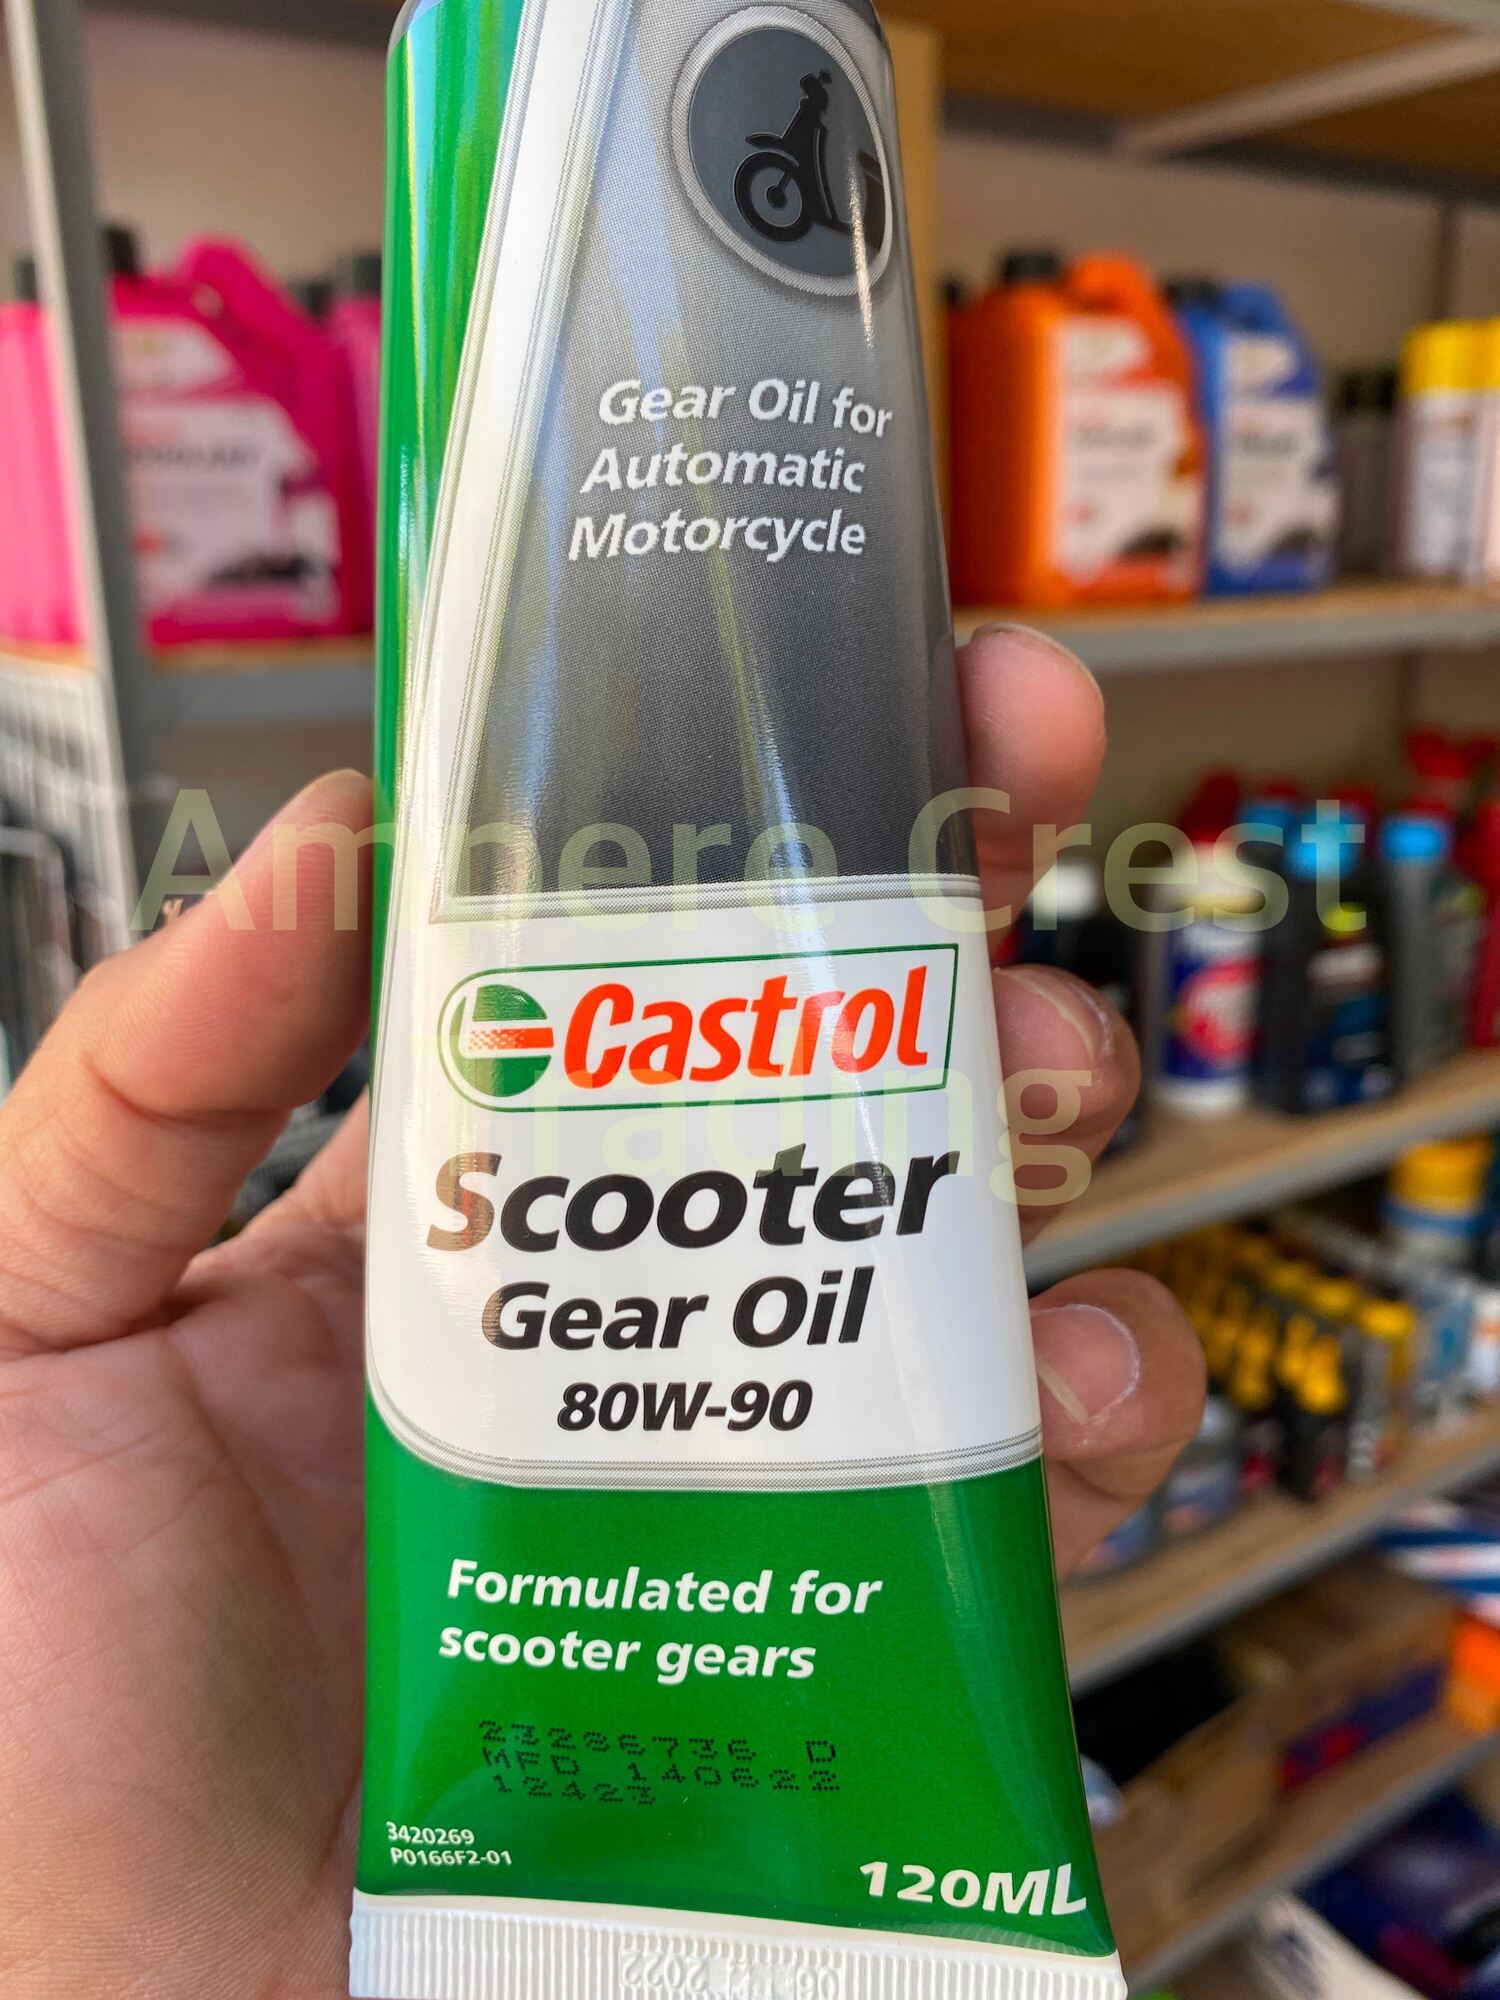 Gear Oil for
Automatic
Motorcycle
Ampere Crest
Trading
Castrol
Scooter
Gear Oil
80W-90
Formulated for
scooter gears
23286736 D
MFD 140622
12423
3420269
P0166F2-01
120ML